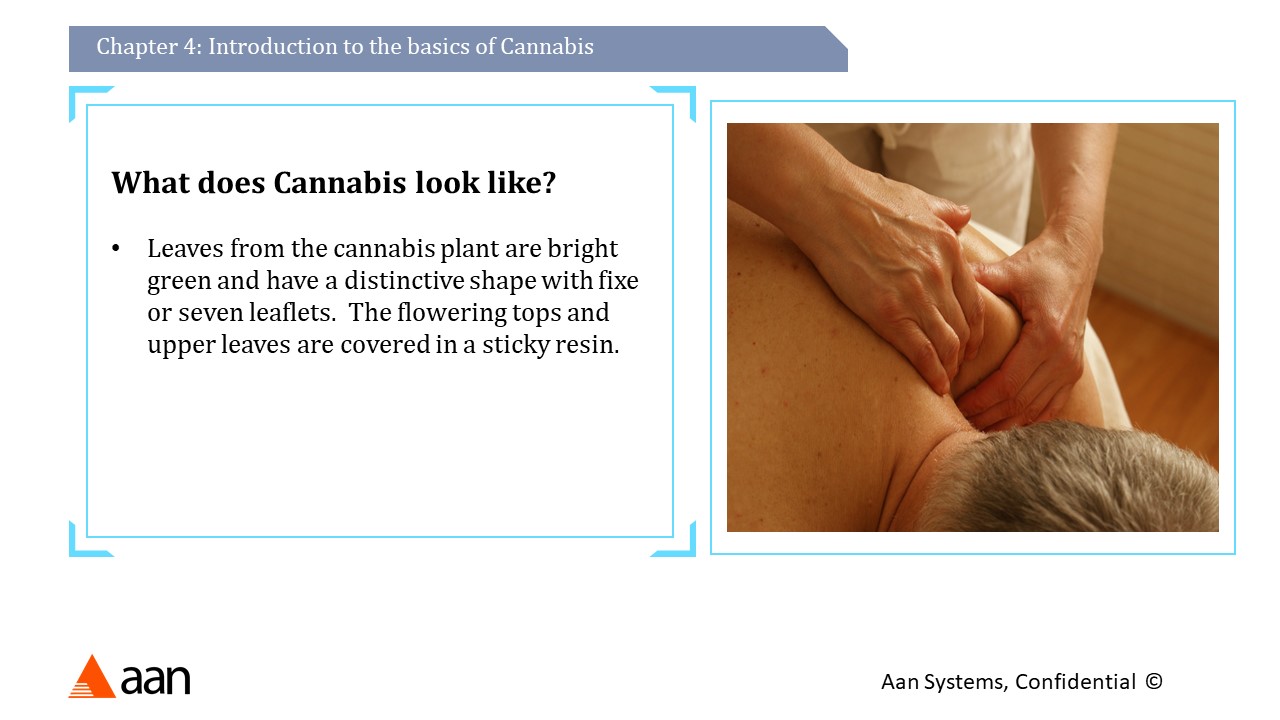 Chapter 4: Introduction to the basics of Cannabis
What does Cannabis look like?
• Leaves from the cannabis plant are bright
green and have a distinctive shape with fixe
or seven leaflets.  The flowering tops and
upper leaves are covered in a sticky resin.
aan
Aan Systems, Confidential ©